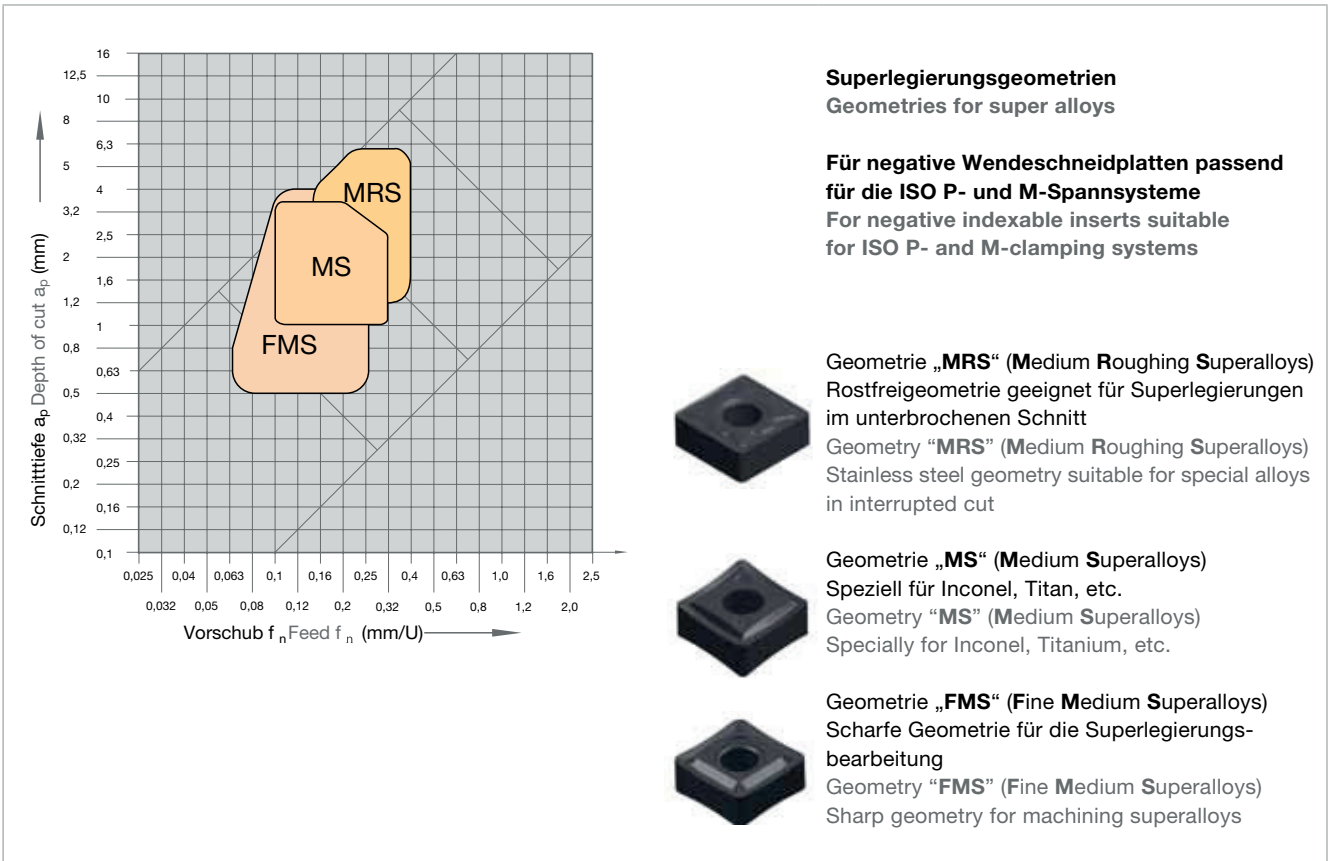 16
12,5
10
8
6,3
5
4
3,2
2,5
2
1,6
1,2
1
0,8
0,63
0,5
0,4
0,32
0,25
0,2
0,16
0,12
0,1
Schnitttiefe ap Depth of cut ap (mm)
MRS
MS
FMS
0,025 0,04 0,063 0,1 0,16 0,25 0,4 0,63 1,0 1,6 2,5
0,032 0,05 0,08 0,12 0,2 0,32 0,5 0,8 1,2 2,0
Vorschub f n Feed f n (mm/U)
Superlegierungsgeometrien
Geometries for super alloys
Für negative Wendeschneidplatten passend
für die ISO P- und M-Spannsysteme
For negative indexable inserts suitable
for ISO P- and M-clamping systems
Geometrie „MRS“ (Medium Roughing Superalloys)
Rostfreigeometrie geeignet für Superlegierungen
im unterbrochenen Schnitt
Geometry “MRS” (Medium Roughing Superalloys)
Stainless steel geometry suitable for special alloys
in interrupted cut
Geometrie „MS“ (Medium Superalloys)
Speziell für Inconel, Titan, etc.
Geometry “MS” (Medium Superalloys)
Specially for Inconel, Titanium, etc.
Geometrie „FMS“ (Fine Medium Superalloys)
Scharfe Geometrie für die Superlegierungs-
bearbeitung
Geometry “FMS” (Fine Medium Superalloys)
Sharp geometry for machining superalloys